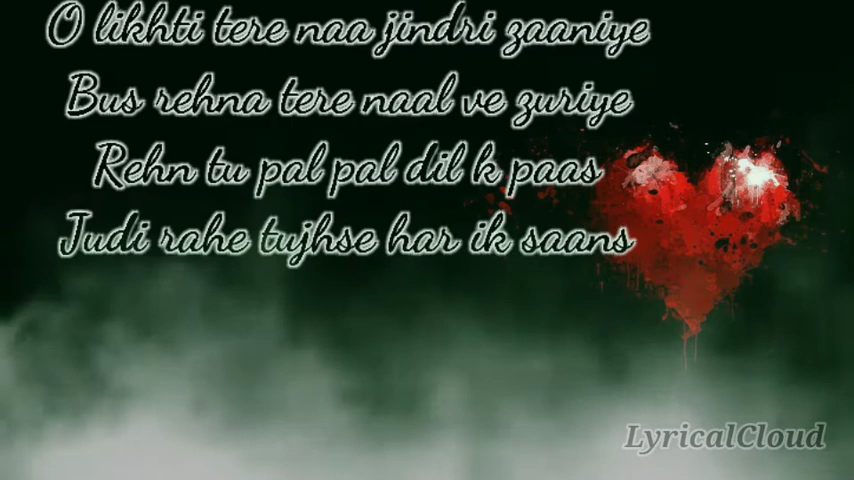 O likhti tere naa jindri zaaniye
Bus rehna tere naal ve zuriye
Rehn tu pal pal dil k paas
Judi rahe tujhse har ik saans
LyricalCloud